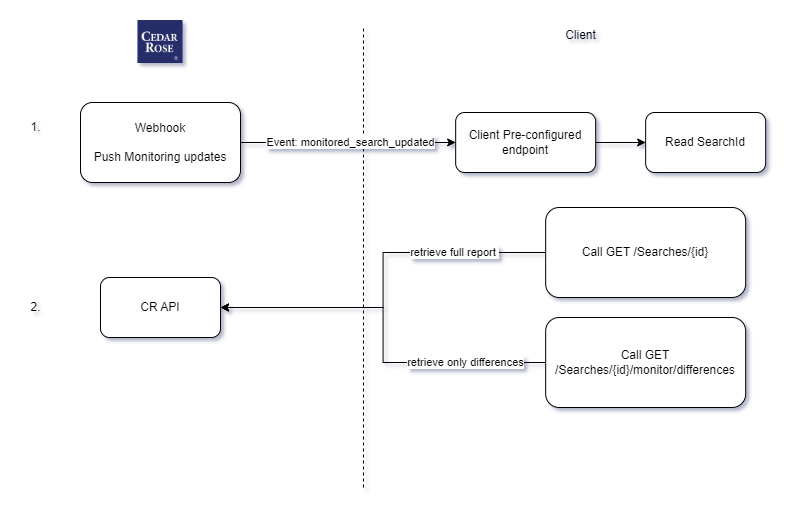 CEDAR
ROSE
Client
1.
Webhook
Push Monitoring updates
Event: monitored_search_updated
Client Pre-configured
endpoint
Read SearchId
2.
CR API
retrieve full report
Call GET /Searches/{id}
retrieve only differences
Call GET
/Searches/{id}/monitor/differences